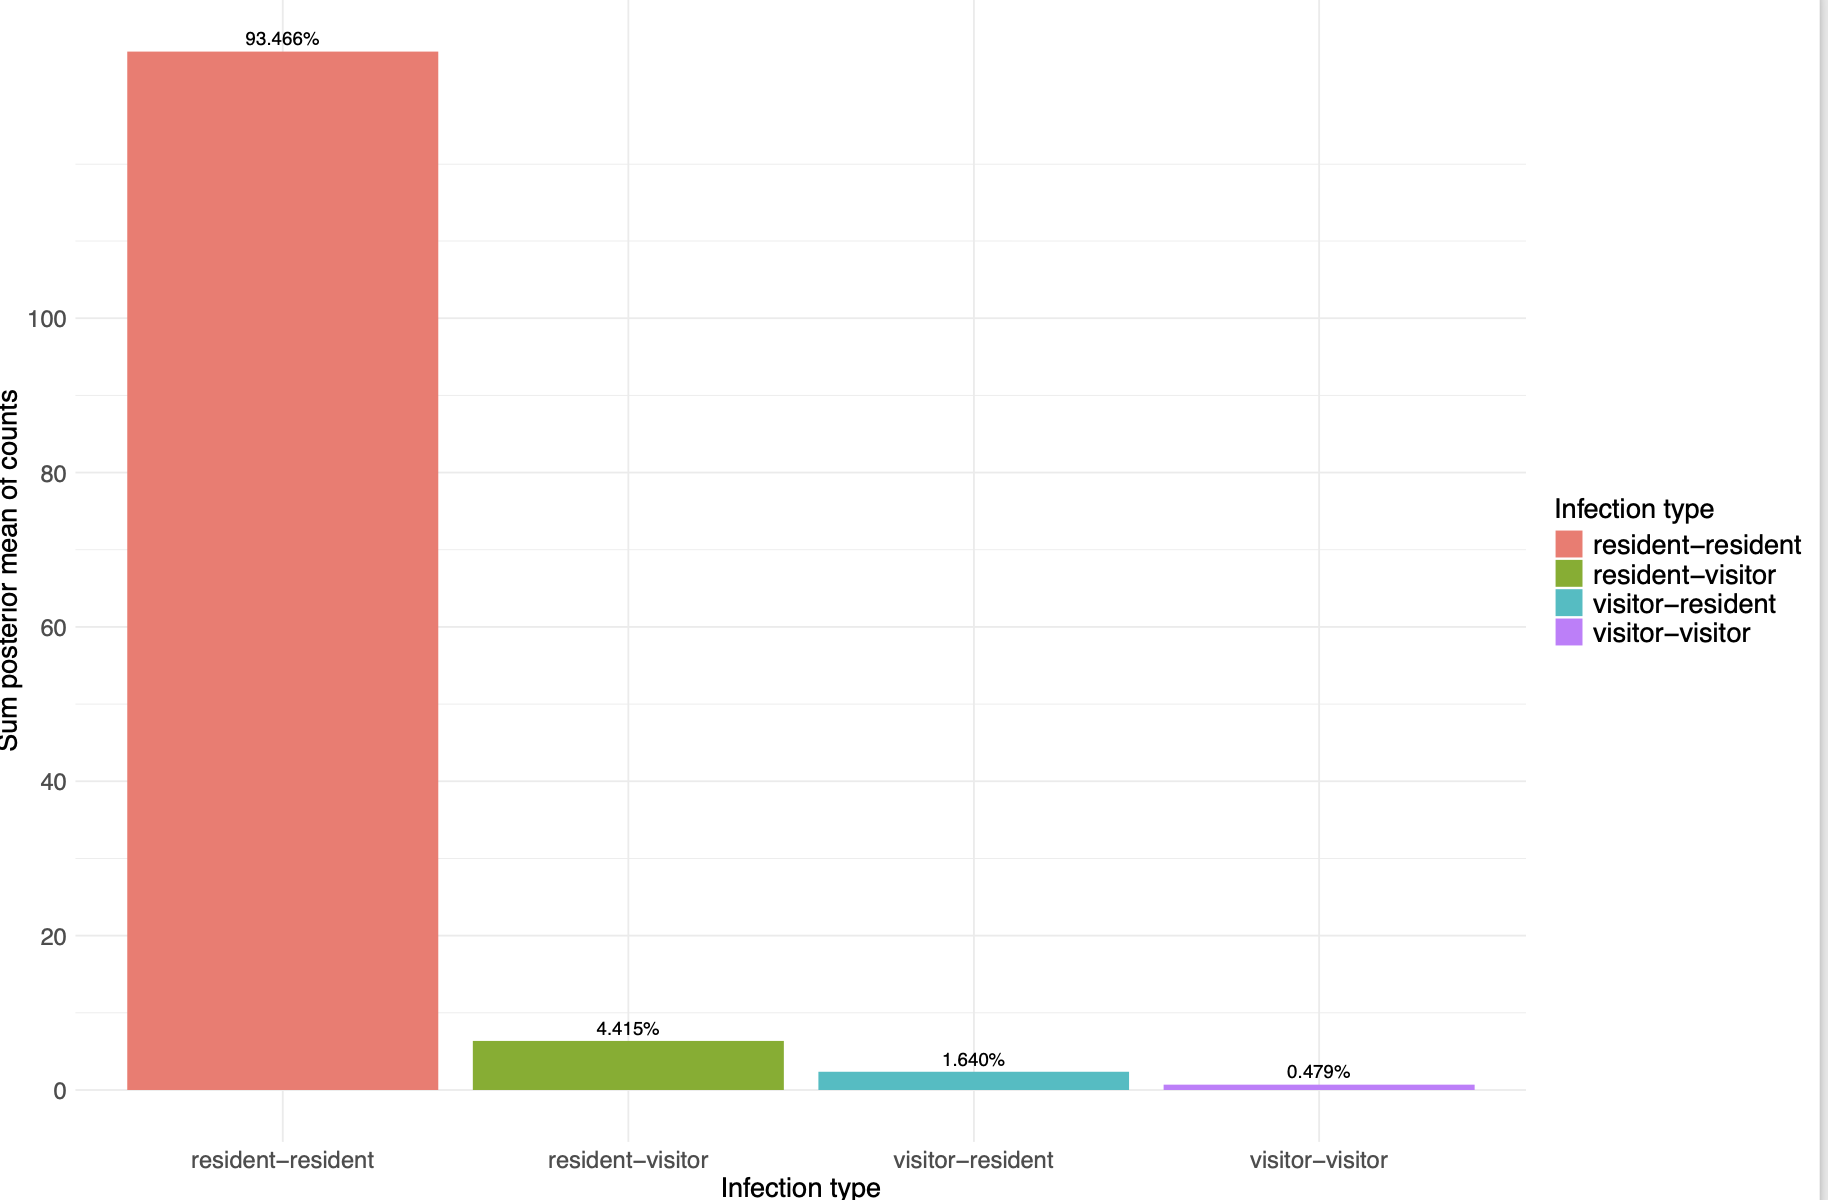 93.466%
4.415%
1.640%
0.479%
100
80
60
40
20
0
Sum posterior mean of counts
resident−resident
resident−visitor
visitor−resident
visitor−visitor
Infection type
Infection type
resident−resident
resident−visitor
visitor−resident
visitor−visitor